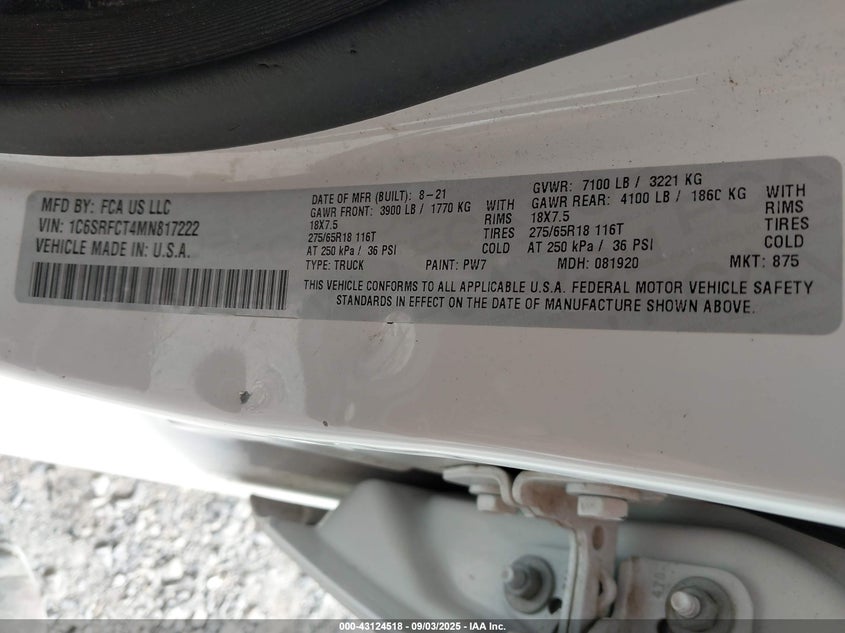 MFD BY: FCA US LLC
VIN: 1C6SRFCT4MN817222
VEHICLE MADE IN: U.S.A.
DATE OF MFR (BUILT): 8-21
GAWR FRONT: 3900 LB / 1770 KG WITH
18X7.5 RIMS
275/65R18 116T TIRES
AT 250 kPa / 36 PSI COLD
GVWR: 7100 LB / 3221 KG
GAWR REAR: 4100 LB / 1860 KG WITH
18X7.5 RIMS
275/65R18 116T TIRES
AT 250 kPa / 36 PSI COLD
TYPE: TRUCK PAINT: PW7 MDH: 081920 MKT: 875
THIS VEHICLE CONFORMS TO ALL APPLICABLE U.S.A. FEDERAL MOTOR VEHICLE SAFETY
STANDARDS IN EFFECT ON THE DATE OF MANUFACTURE SHOWN ABOVE.
000-43124518 - 09/03/2025 - IAA Inc.